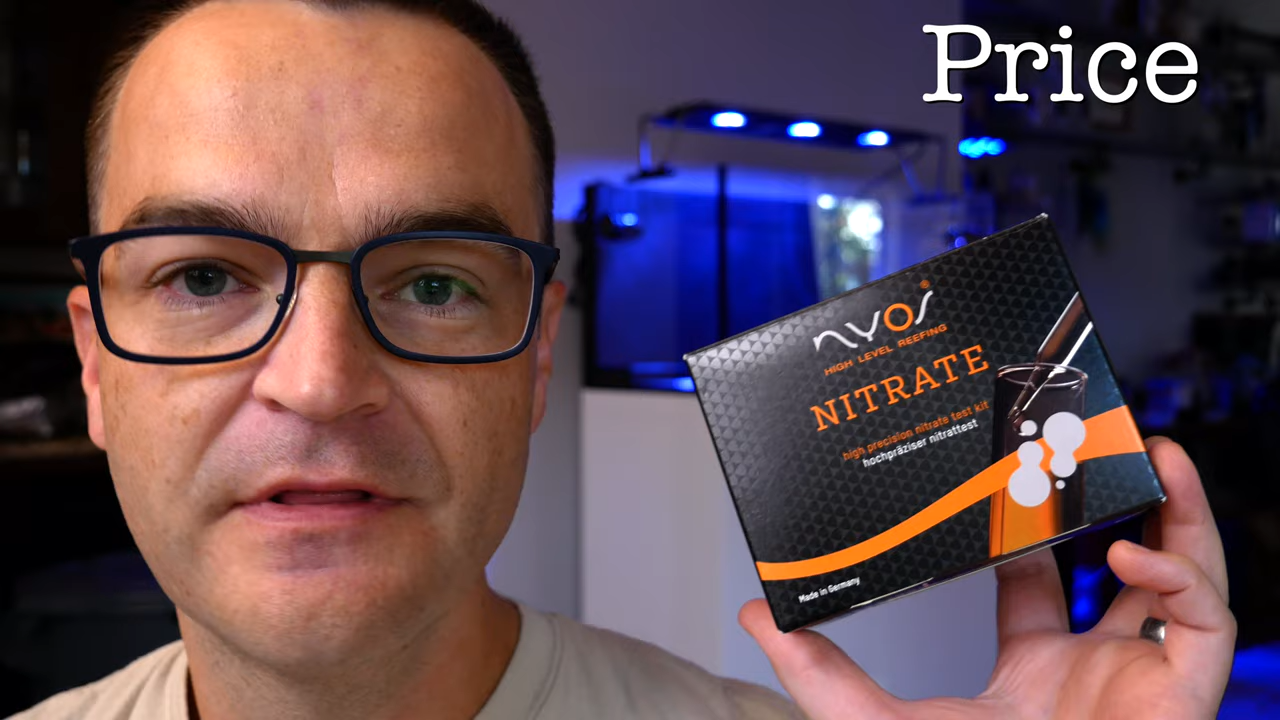 Price
nyos®
HIGH LEVEL REEFING
NITRATE
high precision nitrate test kit
hochpräziser nitrattest
Made in Germany